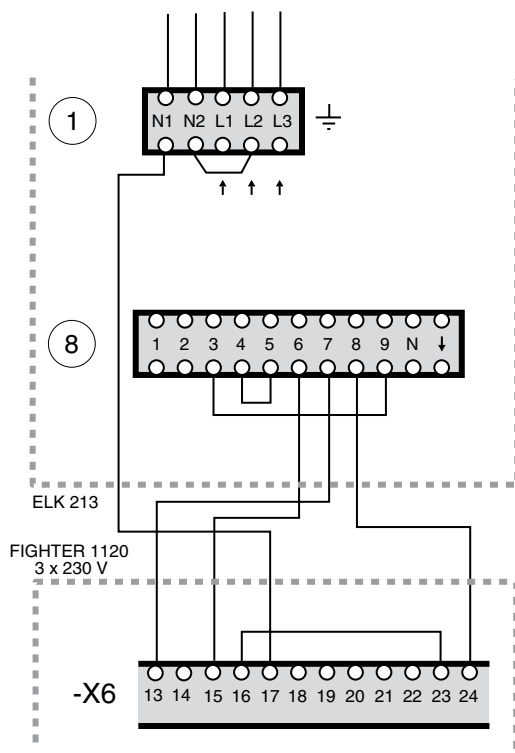 1
N1 N2 L1 L2 L3
8
1 2 3 4 5 6 7 8 9 N
ELK 213
FIGHTER 1120
3 x 230 V
-X6
13 14 15 16 17 18 19 20 21 22 23 24